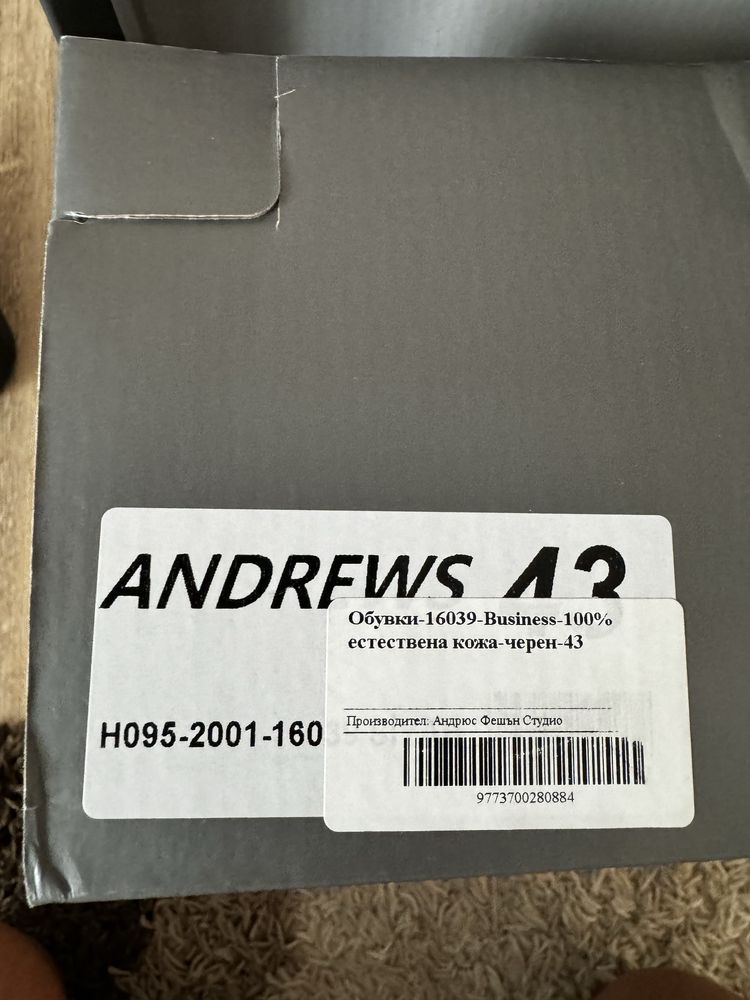 ANDREWS 43
H095-2001-160
Обувки-16039-Business-100%
естествена кожа-черен-43
Производител: Андрюс Фешън Студио
9773700280884